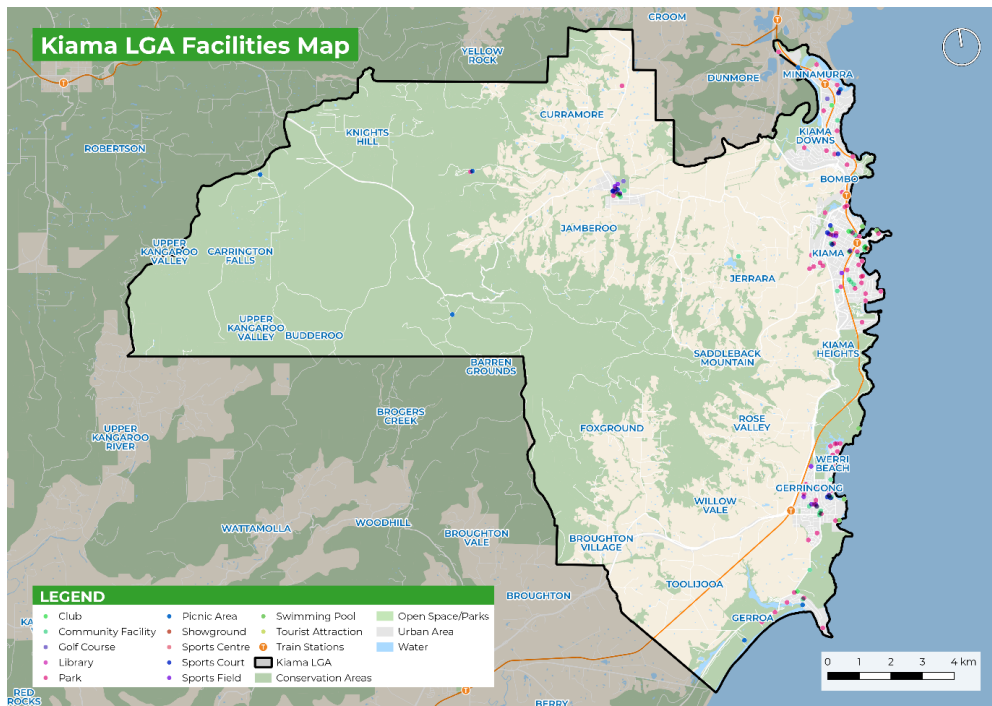 Kiama LGA Facilities Map
CROOM
YELLOW
ROCK
DUNMORE
MINNAMURRA
CURRAMORE
KNIGHTS
HILL
KIAMA
DOWNS
ROBERTSON
BOMBO
JAMBEROO
UPPER
KANGAROO
VALLEY
CARRINGTON
FALLS
KIAMA
JERRARA
UPPER
KANGAROO
VALLEY
BUDDEROO
KIAMA
HEIGHTS
SADDLEBACK
MOUNTAIN
BARREN
GROUNDS
BROGERS
CREEK
ROSE
VALLEY
FOXGROUND
UPPER
KANGAROO
RIVER
WERRI
BEACH
GERRINGONG
WILLOW
VALE
WATTAMOLLA
WOODHILL
BROUGHTON
VALE
BROUGHTON
VILLAGE
TOOLIJOOA
BROUGHTON
GERROA
KA
RED
ROCKS
BERRY
LEGEND
Club
Community Facility
Golf Course
Library
Park
Picnic Area
Showground
Sports Centre
Sports Court
Sports Field
Swimming Pool
Tourist Attraction
T Train Stations
Kiama LGA
Conservation Areas
Open Space/Parks
Urban Area
Water
0 1 2 3 4 km
T
T
T
T
T
T
T